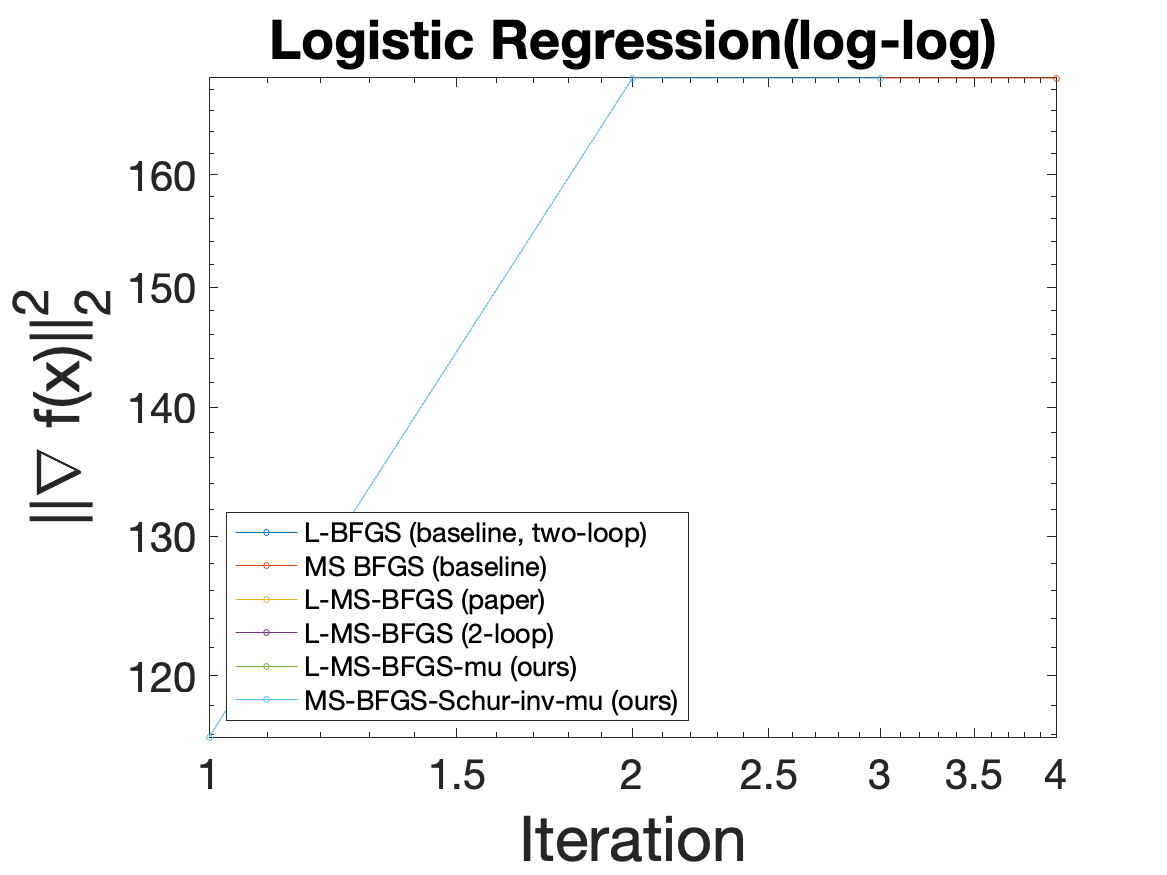 Logistic Regression(log-log)
160
150
140
130
120
||∇ f(x)||₂²
L-BFGS (baseline, two-loop)
MS BFGS (baseline)
L-MS-BFGS (paper)
L-MS-BFGS (2-loop)
L-MS-BFGS-mu (ours)
MS-BFGS-Schur-inv-mu (ours)
1 1.5 2 2.5 3 3.5 4
Iteration